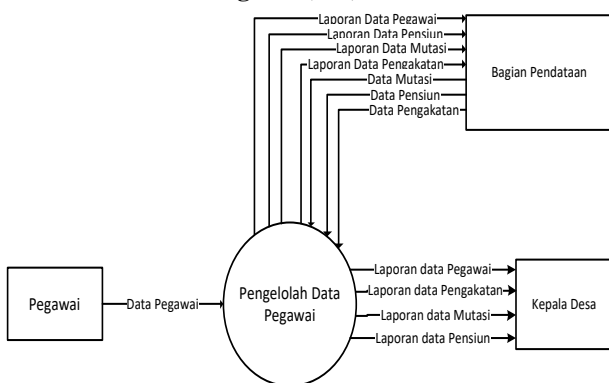 Laporan Data Pegawai
Laporan Data Pensiun
Laporan Data Mutasi
Laporan Data Pengakatan
Data Mutasi
Data Pensiun
Data Pengakatan
Bagian Pendataan
Pegawai
Data Pegawai
Pengelolah Data
Pegawai
Laporan data Pegawai
Laporan data Pengakatan
Laporan data Mutasi
Laporan data Pensiun
Kepala Desa